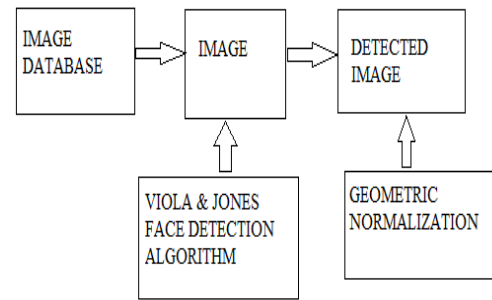 IMAGE
DATABASE
IMAGE
DETECTED
IMAGE
VIOLA & JONES
FACE DETECTION
ALGORITHM
GEOMETRIC
NORMALIZATION